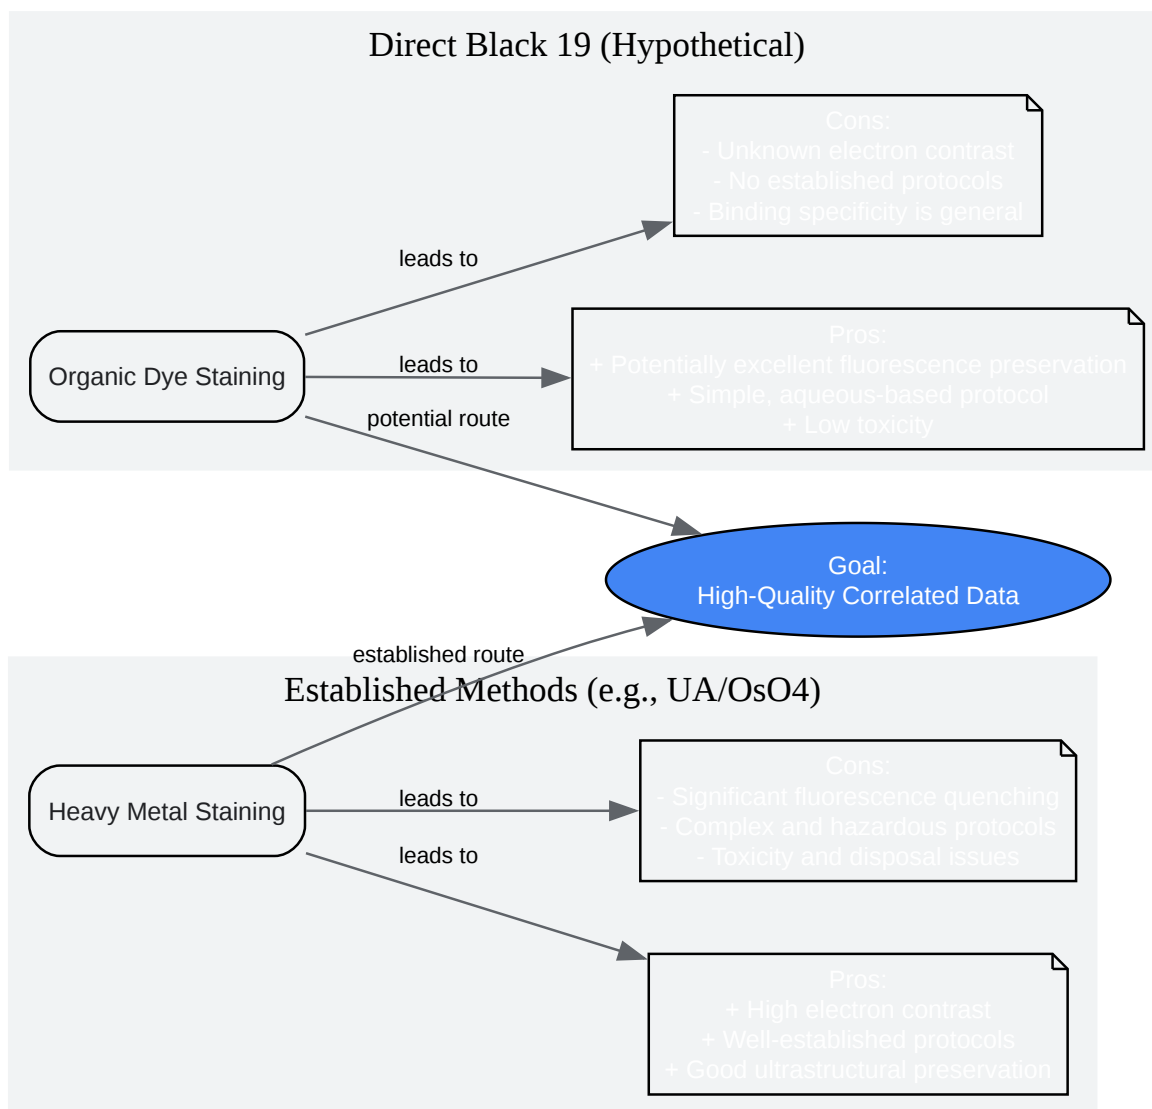 Direct Black 19 (Hypothetical)
Cons:
- Unknown electron contrast
- No established protocols
- Binding specificity is general
leads to
Organic Dye Staining
leads to
Pros:
+ Potentially excellent fluorescence preservation
+ Simple, aqueous-based protocol
+ Low toxicity
potential route
Goal:
High-Quality Correlated Data
established route
Established Methods (e.g., UA/OsO4)
Cons:
- Significant fluorescence quenching
- Complex and hazardous protocols
- Toxicity and disposal issues
leads to
Heavy Metal Staining
leads to
Pros:
+ High electron contrast
+ Well-established protocols
+ Good ultrastructural preservation